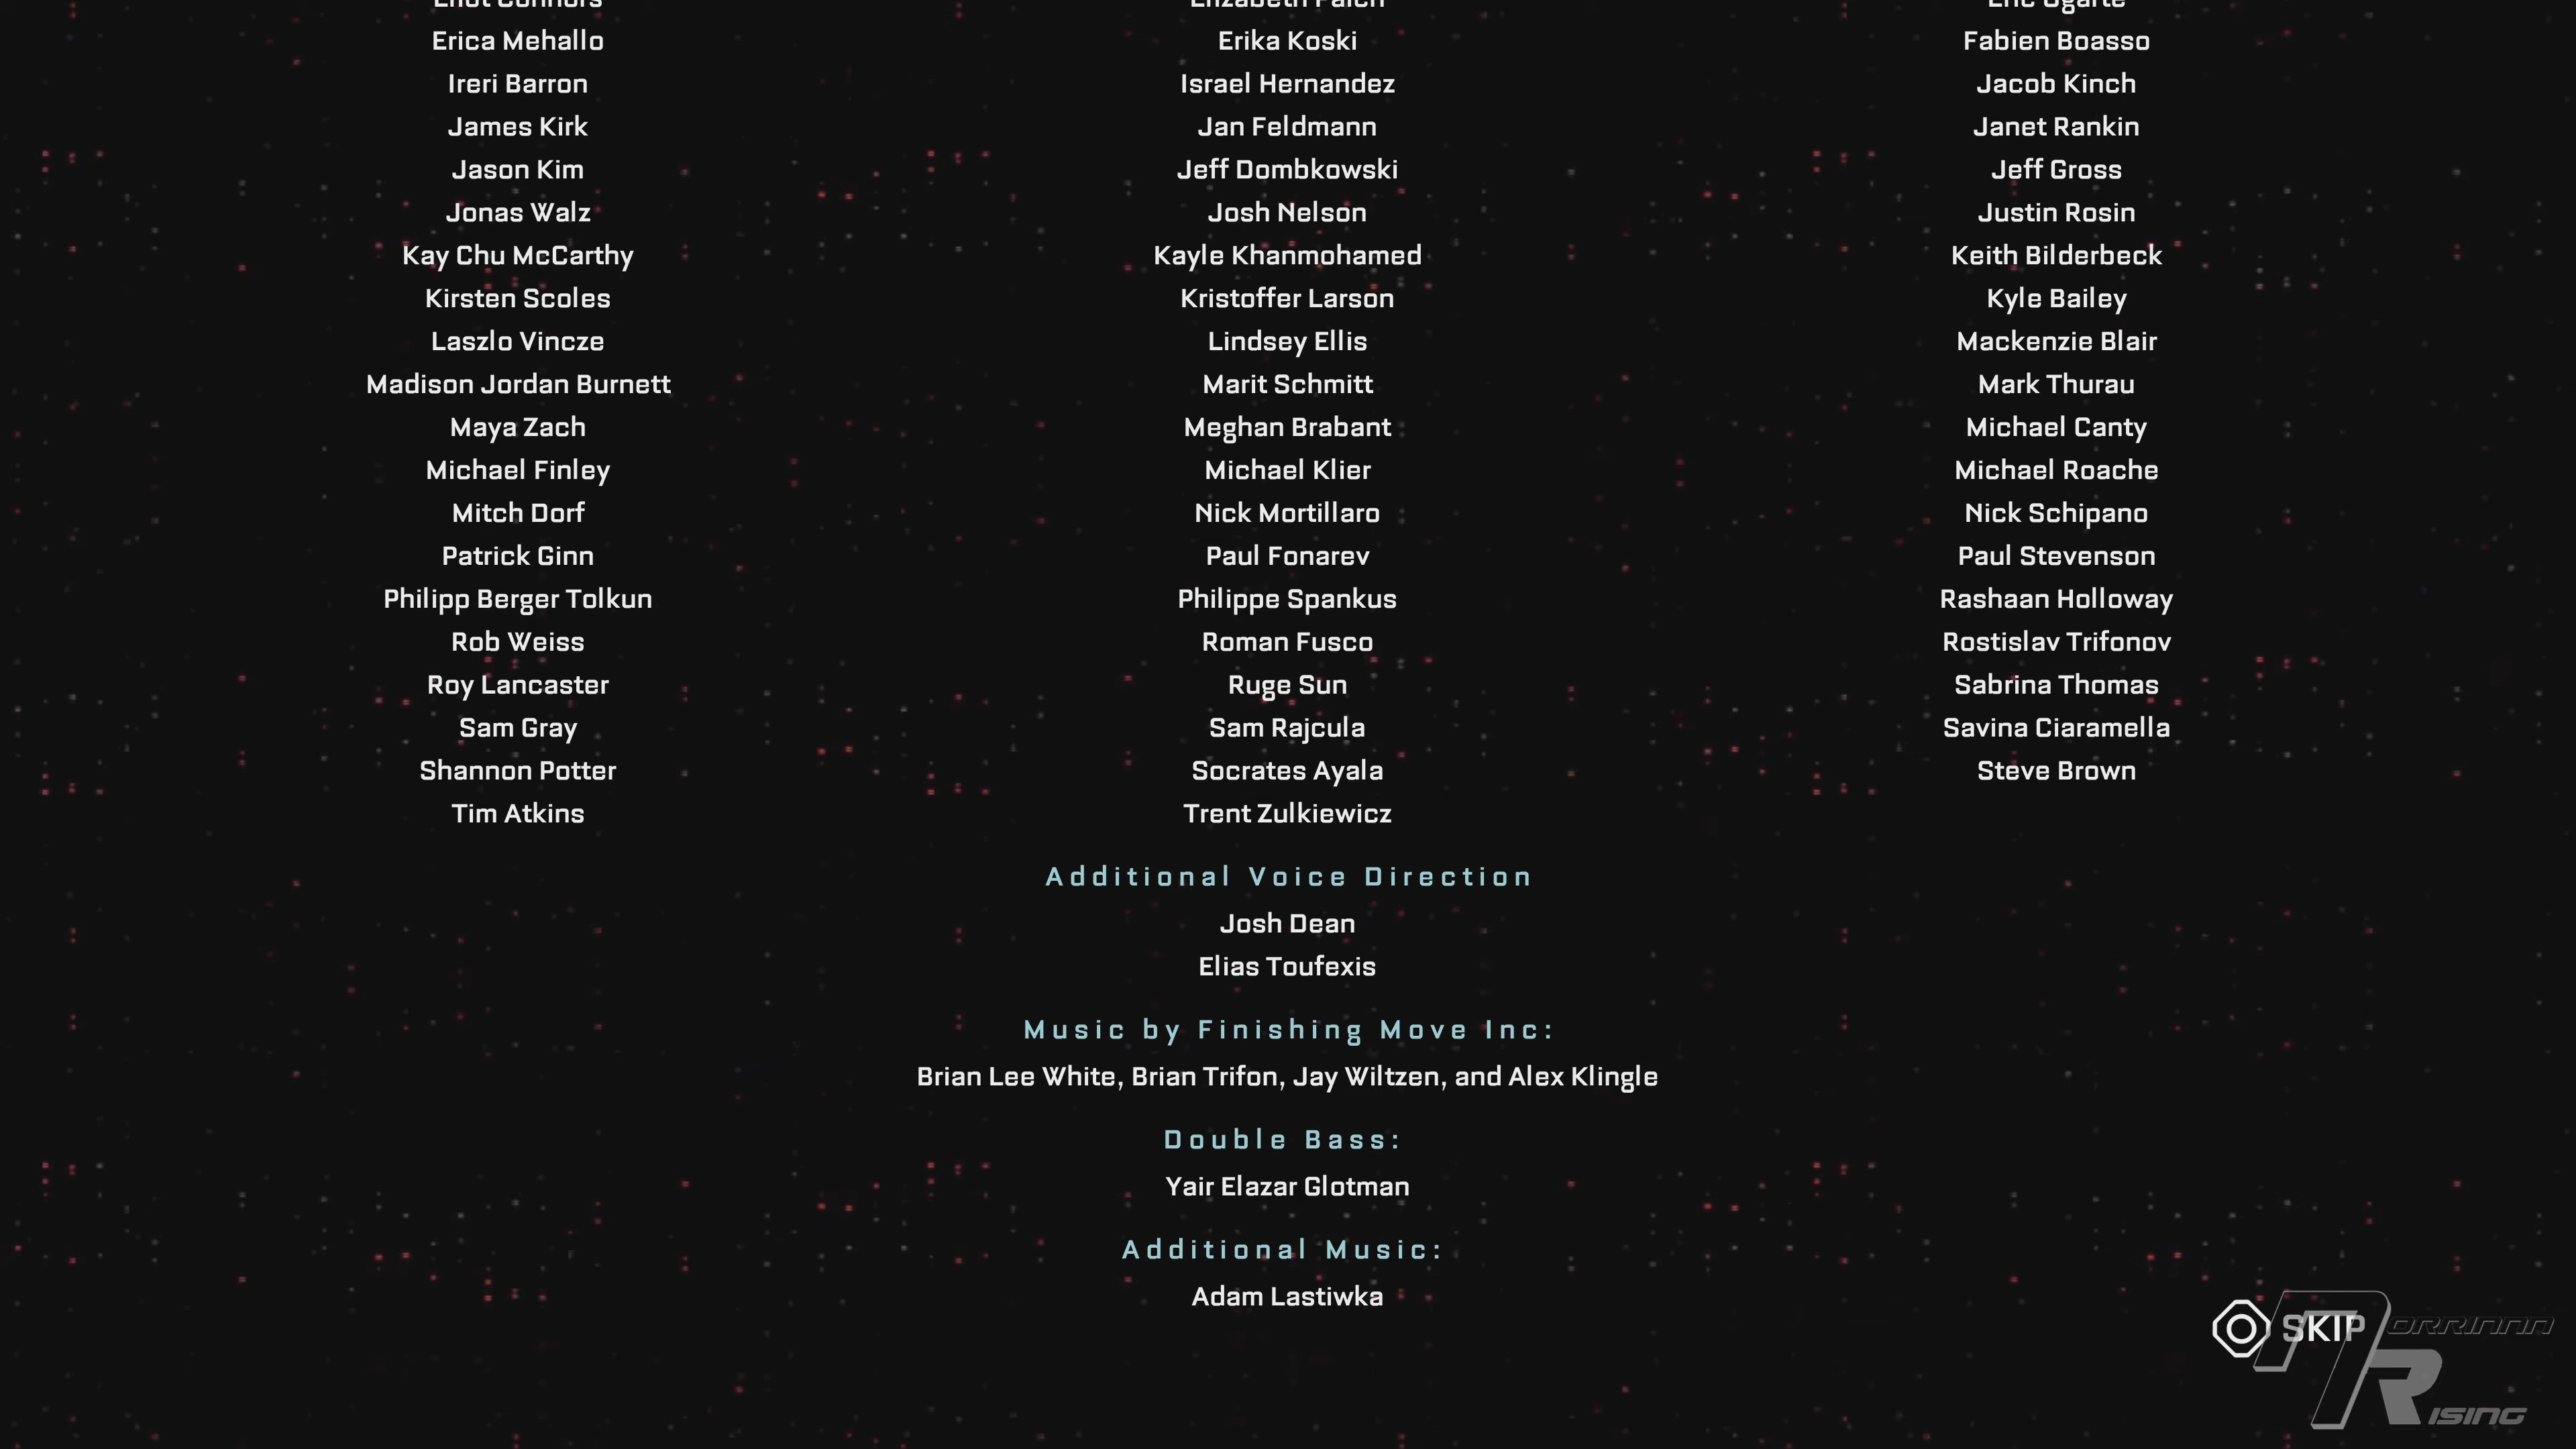 Eliot Connors Elizabeth Falch Eric Ugarte
Erica Mehallo Erika Koski Fabien Boasso
Ireri Barron Israel Hernandez Jacob Kinch
James Kirk Jan Feldmann Janet Rankin
Jason Kim Jeff Dombkowski Jeff Gross
Jonas Walz Josh Nelson Justin Rosin
Kay Chu McCarthy Kayle Khanmohamed Keith Bilderbeck
Kirsten Scoles Kristoffer Larson Kyle Bailey
Laszlo Vincze Lindsey Ellis Mackenzie Blair
Madison Jordan Burnett Marit Schmitt Mark Thurau
Maya Zach Meghan Brabant Michael Canty
Michael Finley Michael Klier Michael Roache
Mitch Dorf Nick Mortillaro Nick Schipano
Patrick Ginn Paul Fonarev Paul Stevenson
Philipp Berger Tolkun Philippe Spankus Rashaan Holloway
Rob Weiss Roman Fusco Rostislav Trifonov
Roy Lancaster Ruge Sun Sabrina Thomas
Sam Gray Sam Rajcula Savina Ciaramella
Shannon Potter Socrates Ayala Steve Brown
Tim Atkins Trent Zulkiewicz
Additional Voice Direction
Josh Dean
Elias Toufexis
Music by Finishing Move Inc:
Brian Lee White, Brian Trifon, Jay Wiltzen, and Alex Klingle
Double Bass:
Yair Elazar Glotman
Additional Music:
Adam Lastiwka
SKIP
Rising